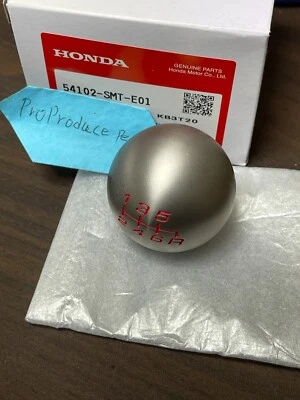 HONDA
GENUINE PARTS
Honda Motor Co., Ltd.
54102-SMT-E01
KB3T20
ProProduce
1 3 5
2 4 6 R